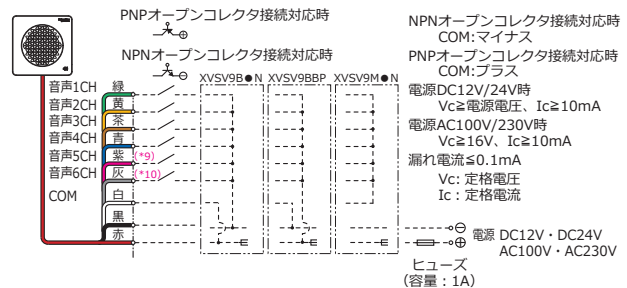 PNPオープンコレクタ接続対応時
NPNオープンコレクタ接続対応時
XVSV9B●N XVSV9BBP XVSV9M●N
音声1CH 緑
音声2CH 黄
音声3CH 茶
音声4CH 青
音声5CH 紫 (*9)
音声6CH 灰 (*10)
COM 白
黒
赤
NPNオープンコレクタ接続対応時
COM:マイナス
PNPオープンコレクタ接続対応時
COM:プラス
電源DC12V/24V時
Vc≧電源電圧、Ic≧10mA
電源AC100V/230V時
Vc≧16V、Ic≧10mA
漏れ電流≦0.1mA
Vc: 定格電圧
Ic : 定格電流
⊖
⊕ 電源 DC12V・DC24V
AC100V・AC230V
ヒューズ
（容量：1A）